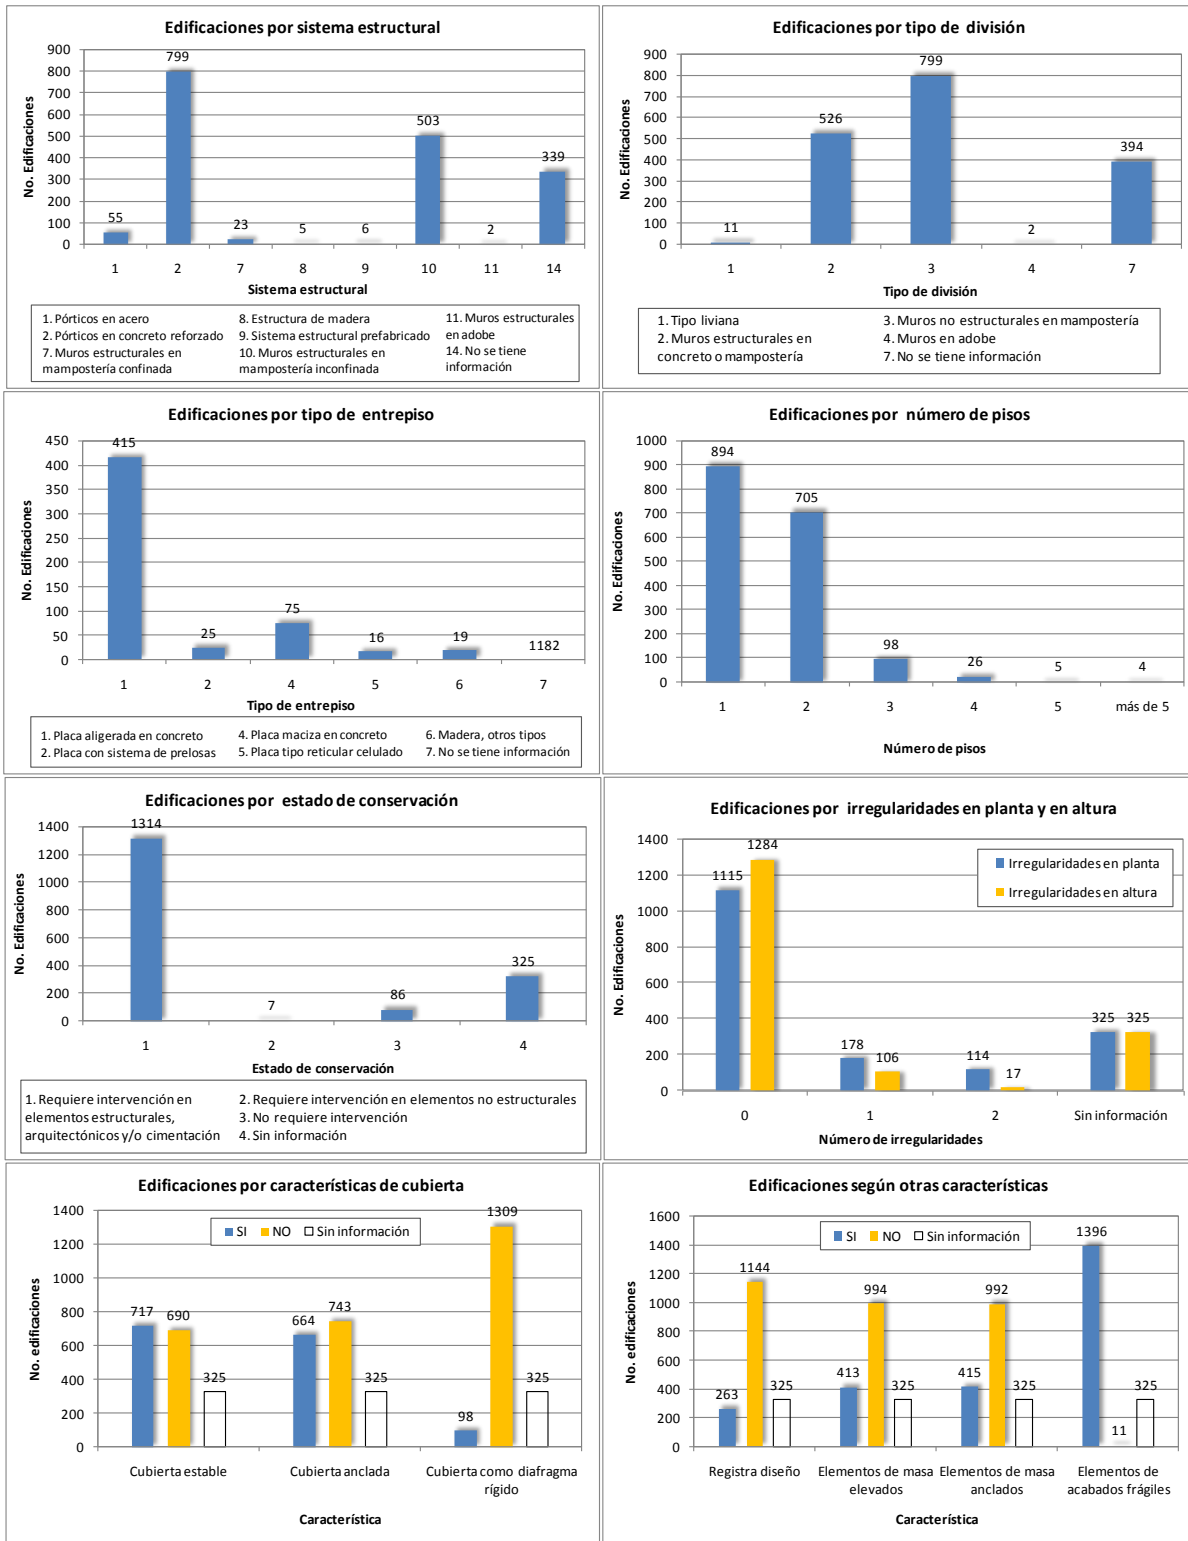 Edificaciones por sistema estructural
No. Edificaciones
900
800
700
600
500
400
300
200
100
0
55
799
23
5
6
503
2
339
1 2 7 8 9 10 11 14
Sistema estructural
1. Pórticos en acero
2. Pórticos en concreto reforzado
7. Muros estructurales en
mampostería confinada
8. Estructura de madera
9. Sistema estructural prefabricado
10. Muros estructurales en
mampostería inconfinada
11. Muros estructurales
en adobe
14. No se tiene
información
Edificaciones por tipo de división
No. Edificaciones
900
800
700
600
500
400
300
200
100
0
11
526
799
2
394
1 2 3 4 7
Tipo de división
1. Tipo liviana
2. Muros estructurales en
concreto o mampostería
3. Muros no estructurales en mampostería
4. Muros en adobe
7. No se tiene información
Edificaciones por tipo de entrepiso
No. Edificaciones
450
400
350
300
250
200
150
100
50
0
415
25
75
16
19
1182
1 2 4 5 6 7
Tipo de entrepiso
1. Placa aligerada en concreto
2. Placa con sistema de prelosas
4. Placa maciza en concreto
5. Placa tipo reticular celulado
6. Madera, otros tipos
7. No se tiene información
Edificaciones por número de pisos
No. Edificaciones
1000
900
800
700
600
500
400
300
200
100
0
894
705
98
26
5
4
1 2 3 4 5 más de 5
Número de pisos
Edificaciones por estado de conservación
No. Edificaciones
1400
1200
1000
800
600
400
200
0
1314
7
86
325
1 2 3 4
Estado de conservación
1. Requiere intervención en
elementos estructurales,
arquitectónicos y/o cimentación
2. Requiere intervención en elementos no estructurales
3. No requiere intervención
4. Sin información
Edificaciones por irregularidades en planta y en altura
No. Edificaciones
1400
1200
1000
800
600
400
200
0
Irregularidades en planta
Irregularidades en altura
1115
1284
178
106
114
17
325
325
0 1 2 Sin información
Número de irregularidades
Edificaciones por características de cubierta
No. edificaciones
1400
1200
1000
800
600
400
200
0
SI NO Sin información
717
690
325
664
743
325
98
1309
325
Cubierta estable
Cubierta anclada
Cubierta como diafragma
rígido
Característica
Edificaciones según otras características
No. edificaciones
1600
1400
1200
1000
800
600
400
200
0
SI NO Sin información
263
1144
325
413
994
325
415
992
325
1396
11
325
Registra diseño
Elementos de masa
elevados
Elementos de masa
anclados
Elementos de
acabados frágiles
Característica